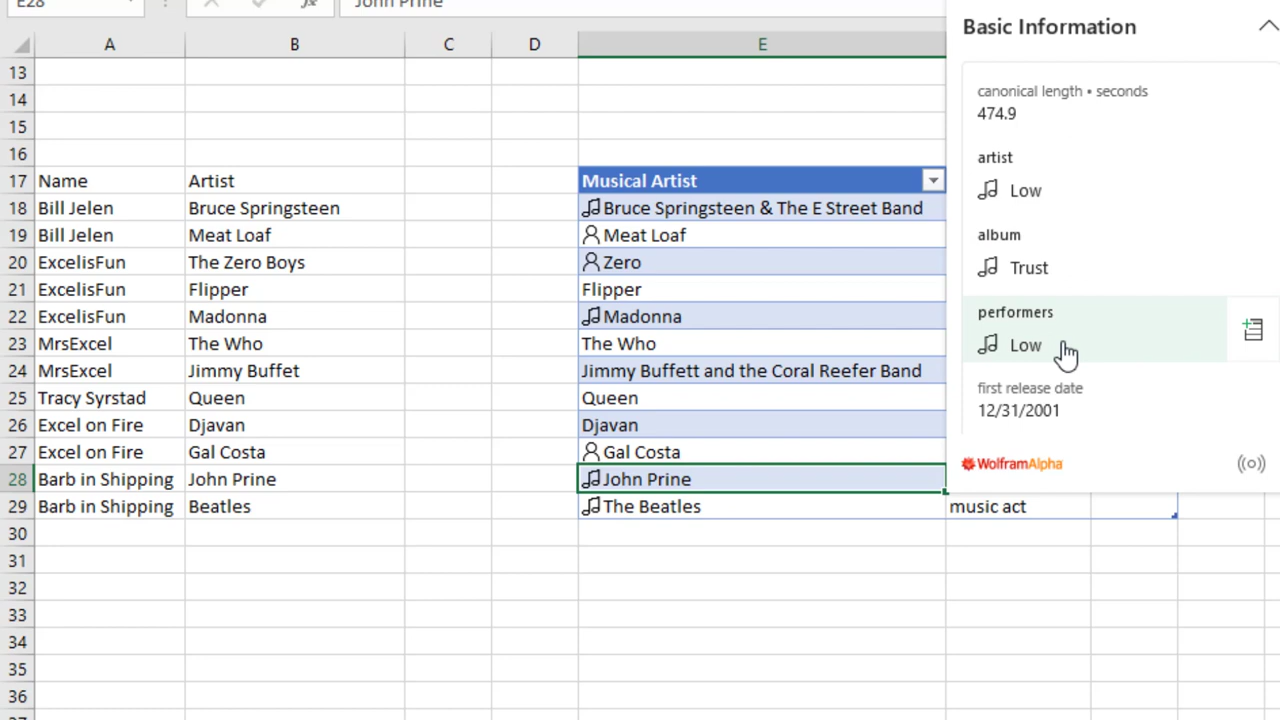 E28 fx John Prine
A B C D E
13
14
15
16
17 Name Artist Musical Artist
18 Bill Jelen Bruce Springsteen Bruce Springsteen & The E Street Band
19 Bill Jelen Meat Loaf Meat Loaf
20 ExcelisFun The Zero Boys Zero
21 ExcelisFun Flipper Flipper
22 ExcelisFun Madonna Madonna
23 MrsExcel The Who The Who
24 MrsExcel Jimmy Buffet Jimmy Buffett and the Coral Reefer Band
25 Tracy Syrstad Queen Queen
26 Excel on Fire Djavan Djavan
27 Excel on Fire Gal Costa Gal Costa
28 Barb in Shipping John Prine John Prine
29 Barb in Shipping Beatles The Beatles music act
30
31
32
33
34
35
36
Basic Information
canonical length • seconds
474.9
artist
Low
album
Trust
performers
Low
first release date
12/31/2001
WolframAlpha